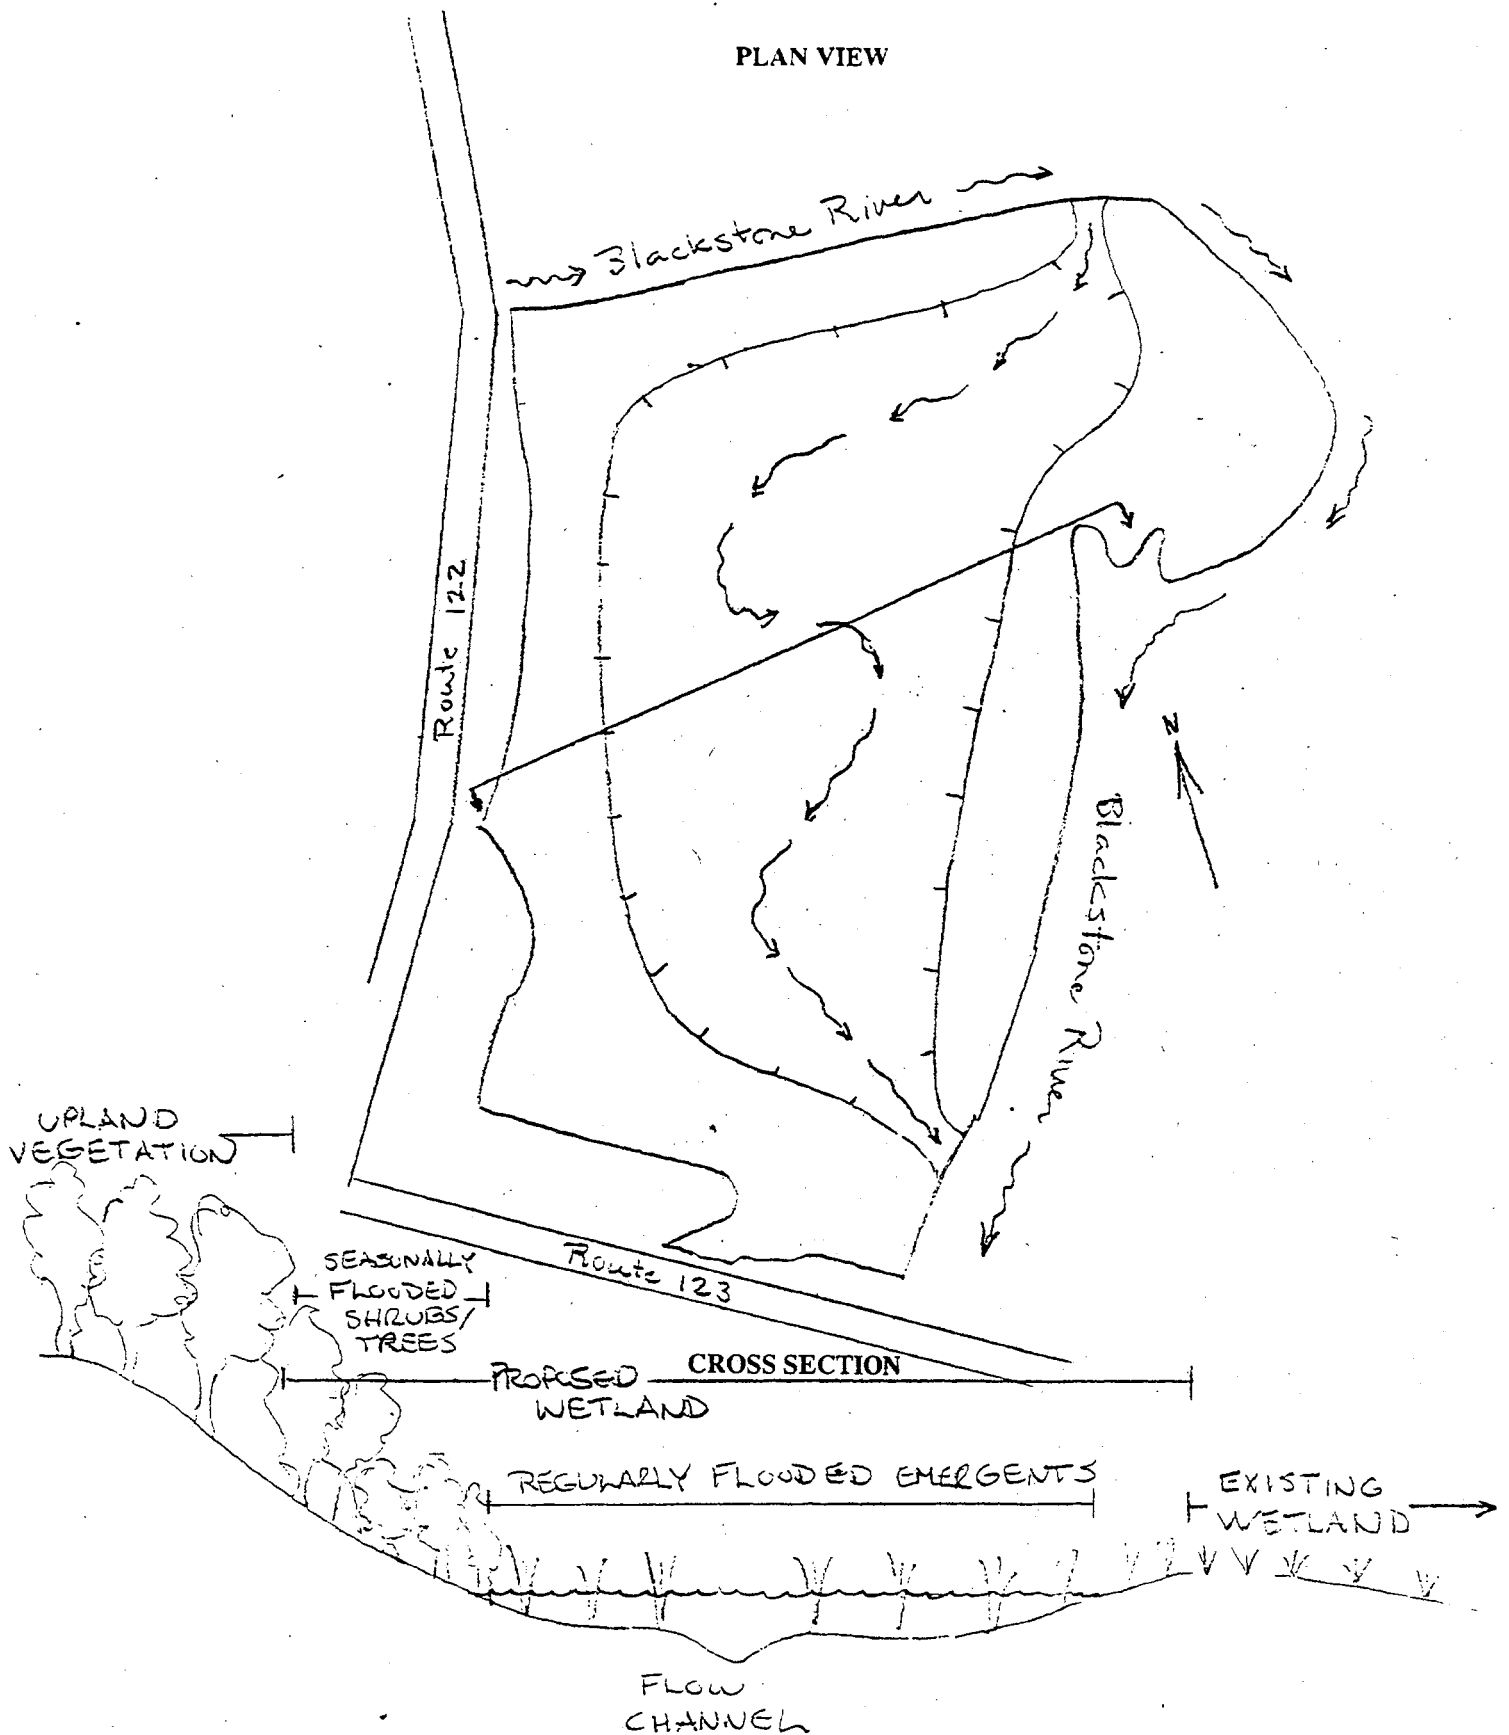 PLAN VIEW
Blackstone River
Route 122
N
Blackstone River
UPLAND
VEGETATION
SEASONALLY
FLOODED
SHRUBS/
TREES
Route 123
CROSS SECTION
PROPOSED
WETLAND
REGULARLY FLOODED EMERGENTS
EXISTING
WETLAND
FLOW
CHANNEL